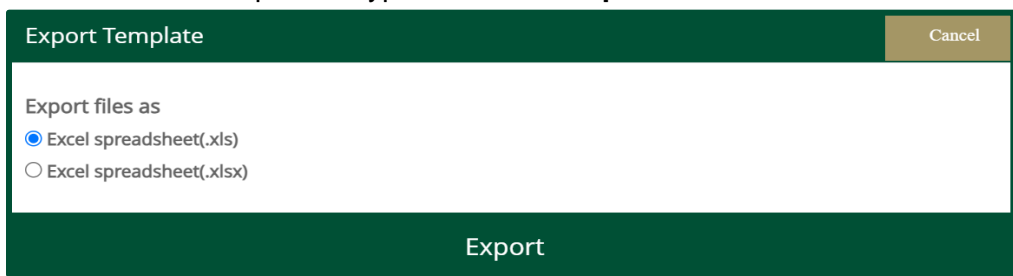 Export Template
Cancel
Export files as
Excel spreadsheet(.xls)
Excel spreadsheet(.xlsx)
Export